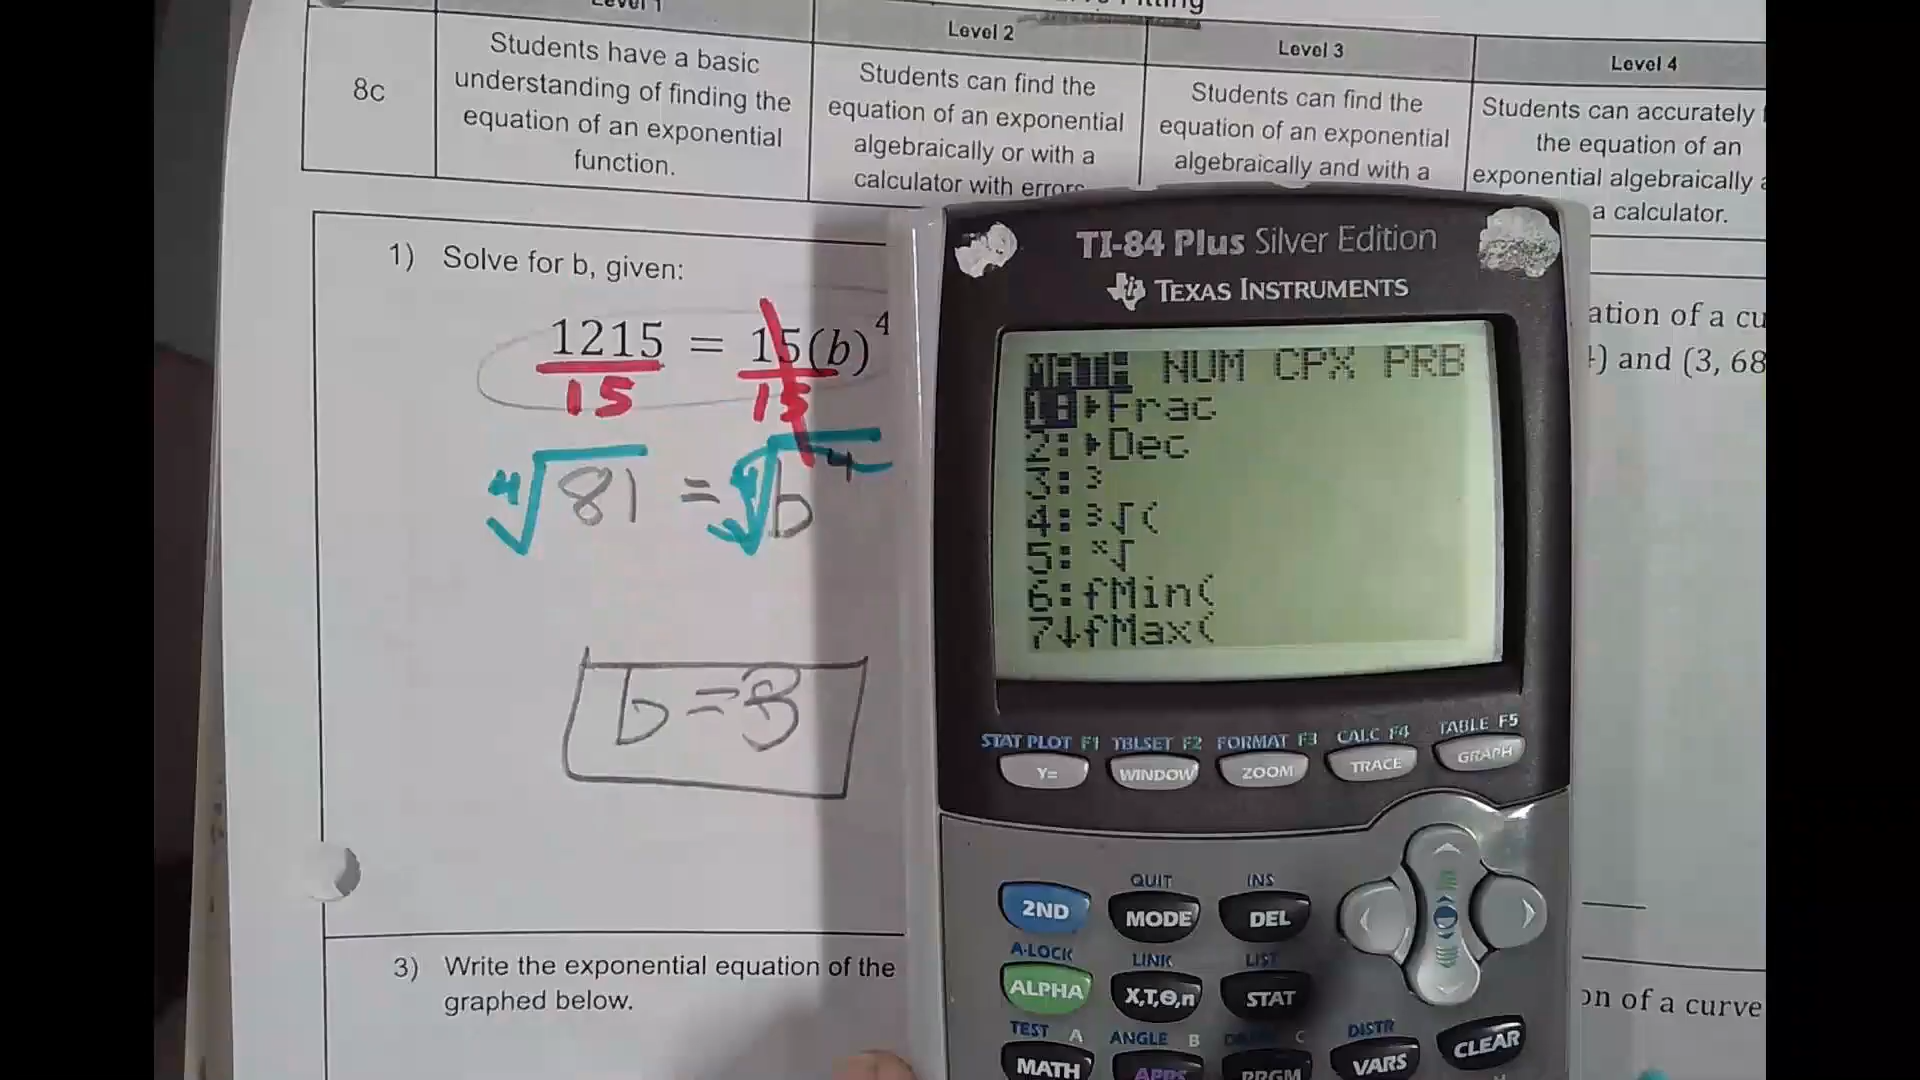 Level 1
Level 2
Level 3
Level 4
8c
Students have a basic
understanding of finding the
equation of an exponential
function.
Students can find the
equation of an exponential
algebraically or with a
calculator with errors
Students can find the
equation of an exponential
algebraically and with a
Students can accurately
the equation of an
exponential algebraically
a calculator.
1) Solve for b, given:
1215 = 15(b)⁴
15 15
⁴√81 = ⁴√b⁴
b = 3
ation of a cu
) and (3, 68
3) Write the exponential equation of the
graphed below.
on of a curve
TI-84 Plus Silver Edition
TEXAS INSTRUMENTS
MATH NUM CPX PRB
1:▸Frac
2:▸Dec
3:³
4:³√(
5:ˣ√
6:fMin(
7↓fMax(
STAT PLOT F1 TBLSET F2 FORMAT F3 CALC F4 TABLE F5
Y= WINDOW ZOOM TRACE GRAPH
QUIT INS
2ND MODE DEL
A-LOCK LINK LIST
ALPHA X,T,Θ,n STAT
TEST A ANGLE B C DISTR
MATH APPS PRGM VARS CLEAR